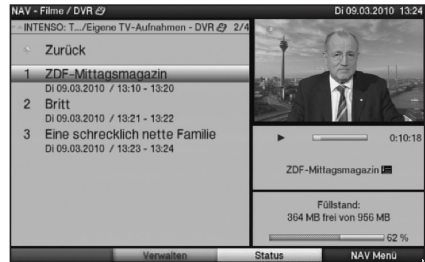 NAV - Filme / DVR
Di 09.03.2010 13:24
INTENSO: T.../Eigene TV-Aufnahmen - DVR 2/4
Zurück
1 ZDF-Mittagsmagazin
Di 09.03.2010 / 13:10 - 13:20
2 Britt
Di 09.03.2010 / 13:21 - 13:22
3 Eine schrecklich nette Familie
Di 09.03.2010 / 13:23 - 13:24
0:10:18
ZDF-Mittagsmagazin
Füllstand:
364 MB frei von 956 MB
62 %
Verwalten
Status
NAV Menü